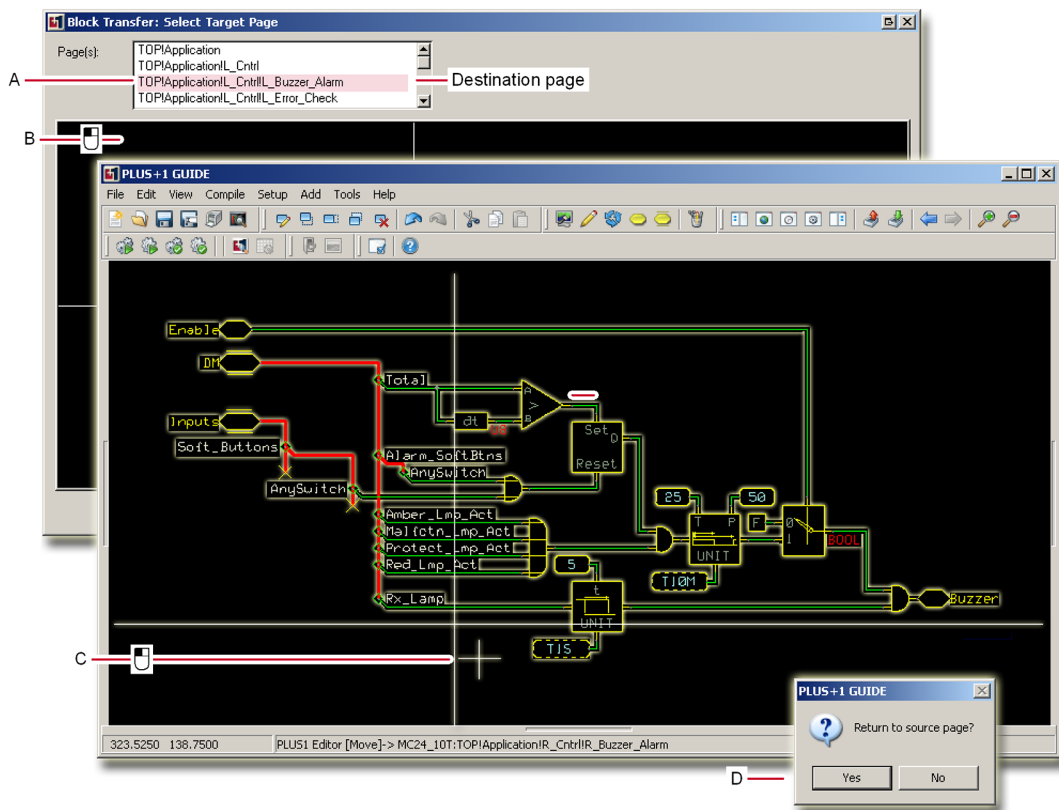 Block Transfer: Select Target Page
Page(s):
TOP!Application
TOP!Application!L_Cntrl
A
TOP!Application!L_Cntrl!L_Buzzer_Alarm
Destination page
TOP!Application!L_Cntrl!L_Error_Check
B
PLUS+1 GUIDE
File Edit View Compile Setup Add Tools Help
Enable
DM
Total
A
>
B
dt
Inputs
Set
Q
Reset
Soft_Buttons
Alarm_SoftBtns
AnySwitch
AnySwitch
25
50
T
P
UNIT
F
0
1
BOOL
Amber_Lmp_Act
Malfctn_Lmp_Act
Protect_Lmp_Act
Red_Lmp_Act
5
T10M
t
UNIT
Rx_Lamp
Buzzer
T1S
C
PLUS+1 GUIDE
Return to source page?
Yes No
D
323.5250 138.7500 PLUS1 Editor [Move]-> MC24_10T:TOP!Application!R_Cntrl!R_Buzzer_Alarm